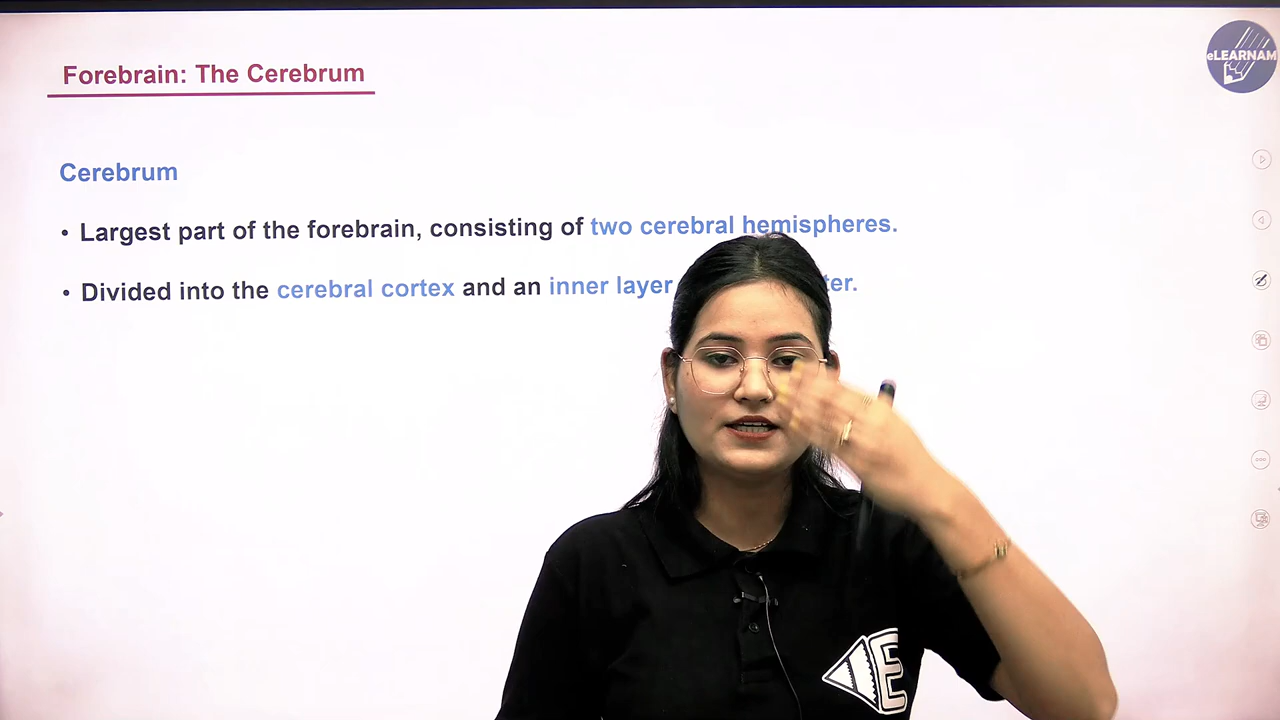 Forebrain: The Cerebrum
eLEARNAM
Cerebrum
• Largest part of the forebrain, consisting of two cerebral hemispheres.
• Divided into the cerebral cortex and an inner layer
E